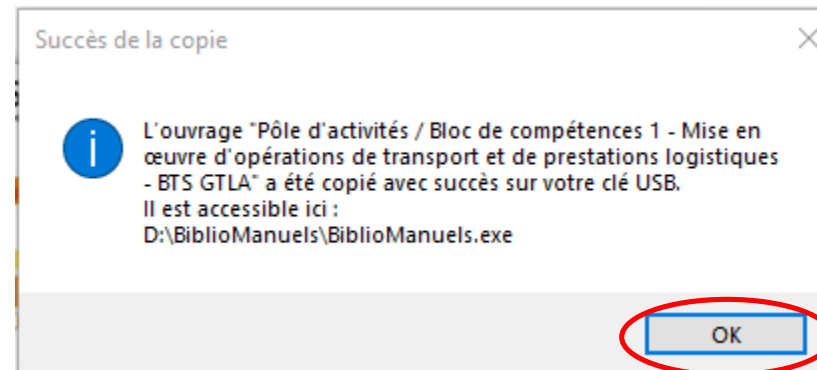 Succès de la copie
L'ouvrage "Pôle d'activités / Bloc de compétences 1 - Mise en
œuvre d'opérations de transport et de prestations logistiques
- BTS GTLA" a été copié avec succès sur votre clé USB.
Il est accessible ici :
D:\BiblioManuels\BiblioManuels.exe
OK